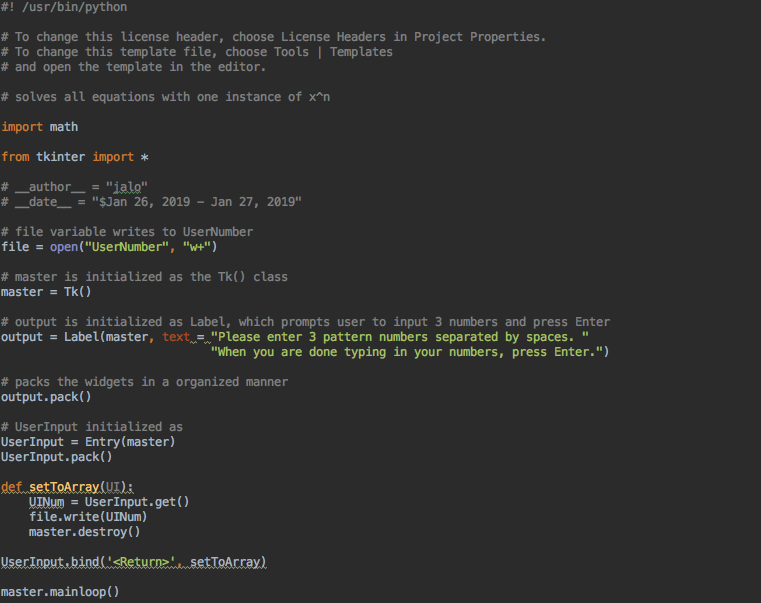 #! /usr/bin/python
# To change this license header, choose License Headers in Project Properties.
# To change this template file, choose Tools | Templates
# and open the template in the editor.
# solves all equations with one instance of x^n
import math
from tkinter import *
# __author__ = "jalo"
# __date__ = "$Jan 26, 2019 - Jan 27, 2019"
# file variable writes to UserNumber
file = open("UserNumber", "w+")
# master is initialized as the Tk() class
master = Tk()
# output is initialized as Label, which prompts user to input 3 numbers and press Enter
output = Label(master, text = "Please enter 3 pattern numbers separated by spaces. "
"When you are done typing in your numbers, press Enter.")
# packs the widgets in a organized manner
output.pack()
# UserInput initialized as
UserInput = Entry(master)
UserInput.pack()
def setToArray(UI):
    UINum = UserInput.get()
    file.write(UINum)
    master.destroy()
UserInput.bind('<Return>', setToArray)
master.mainloop()